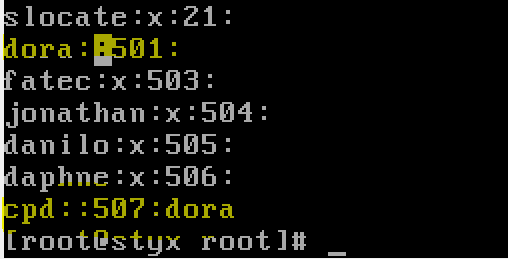 slocate:x:21:
dora::501:
fatec:x:503:
jonathan:x:504:
danilo:x:505:
daphne:x:506:
cpd::507:dora
[root@styx root]# _